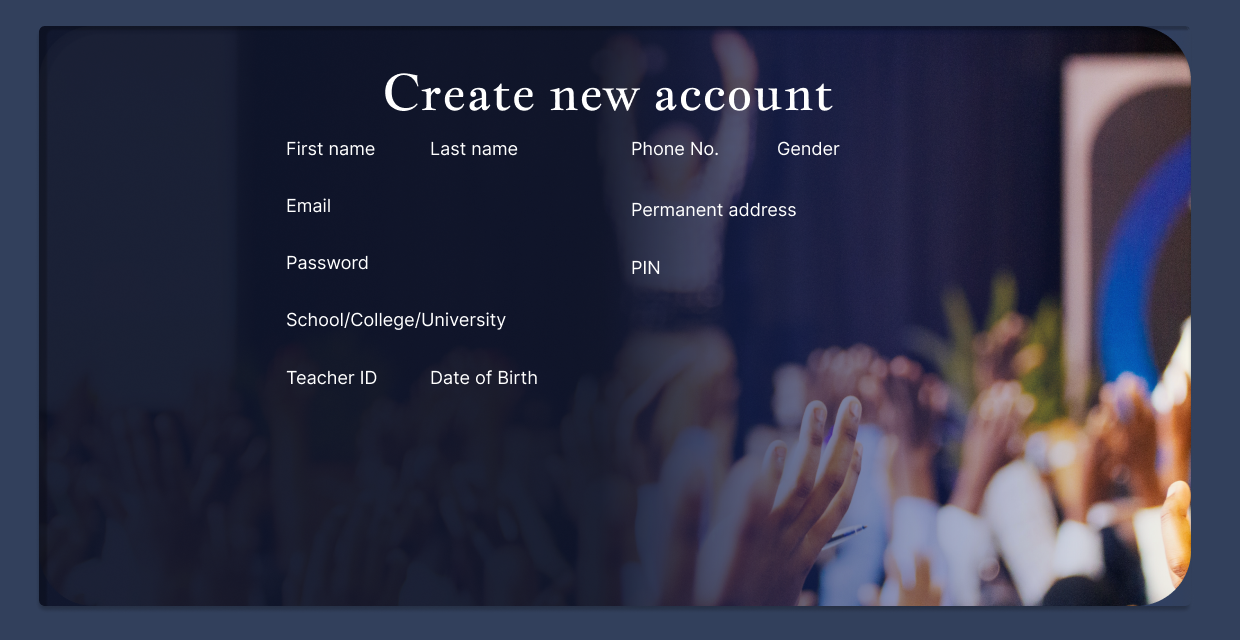 Create new account
First name Last name Phone No. Gender
Email
Permanent address
Password
PIN
School/College/University
Teacher ID Date of Birth